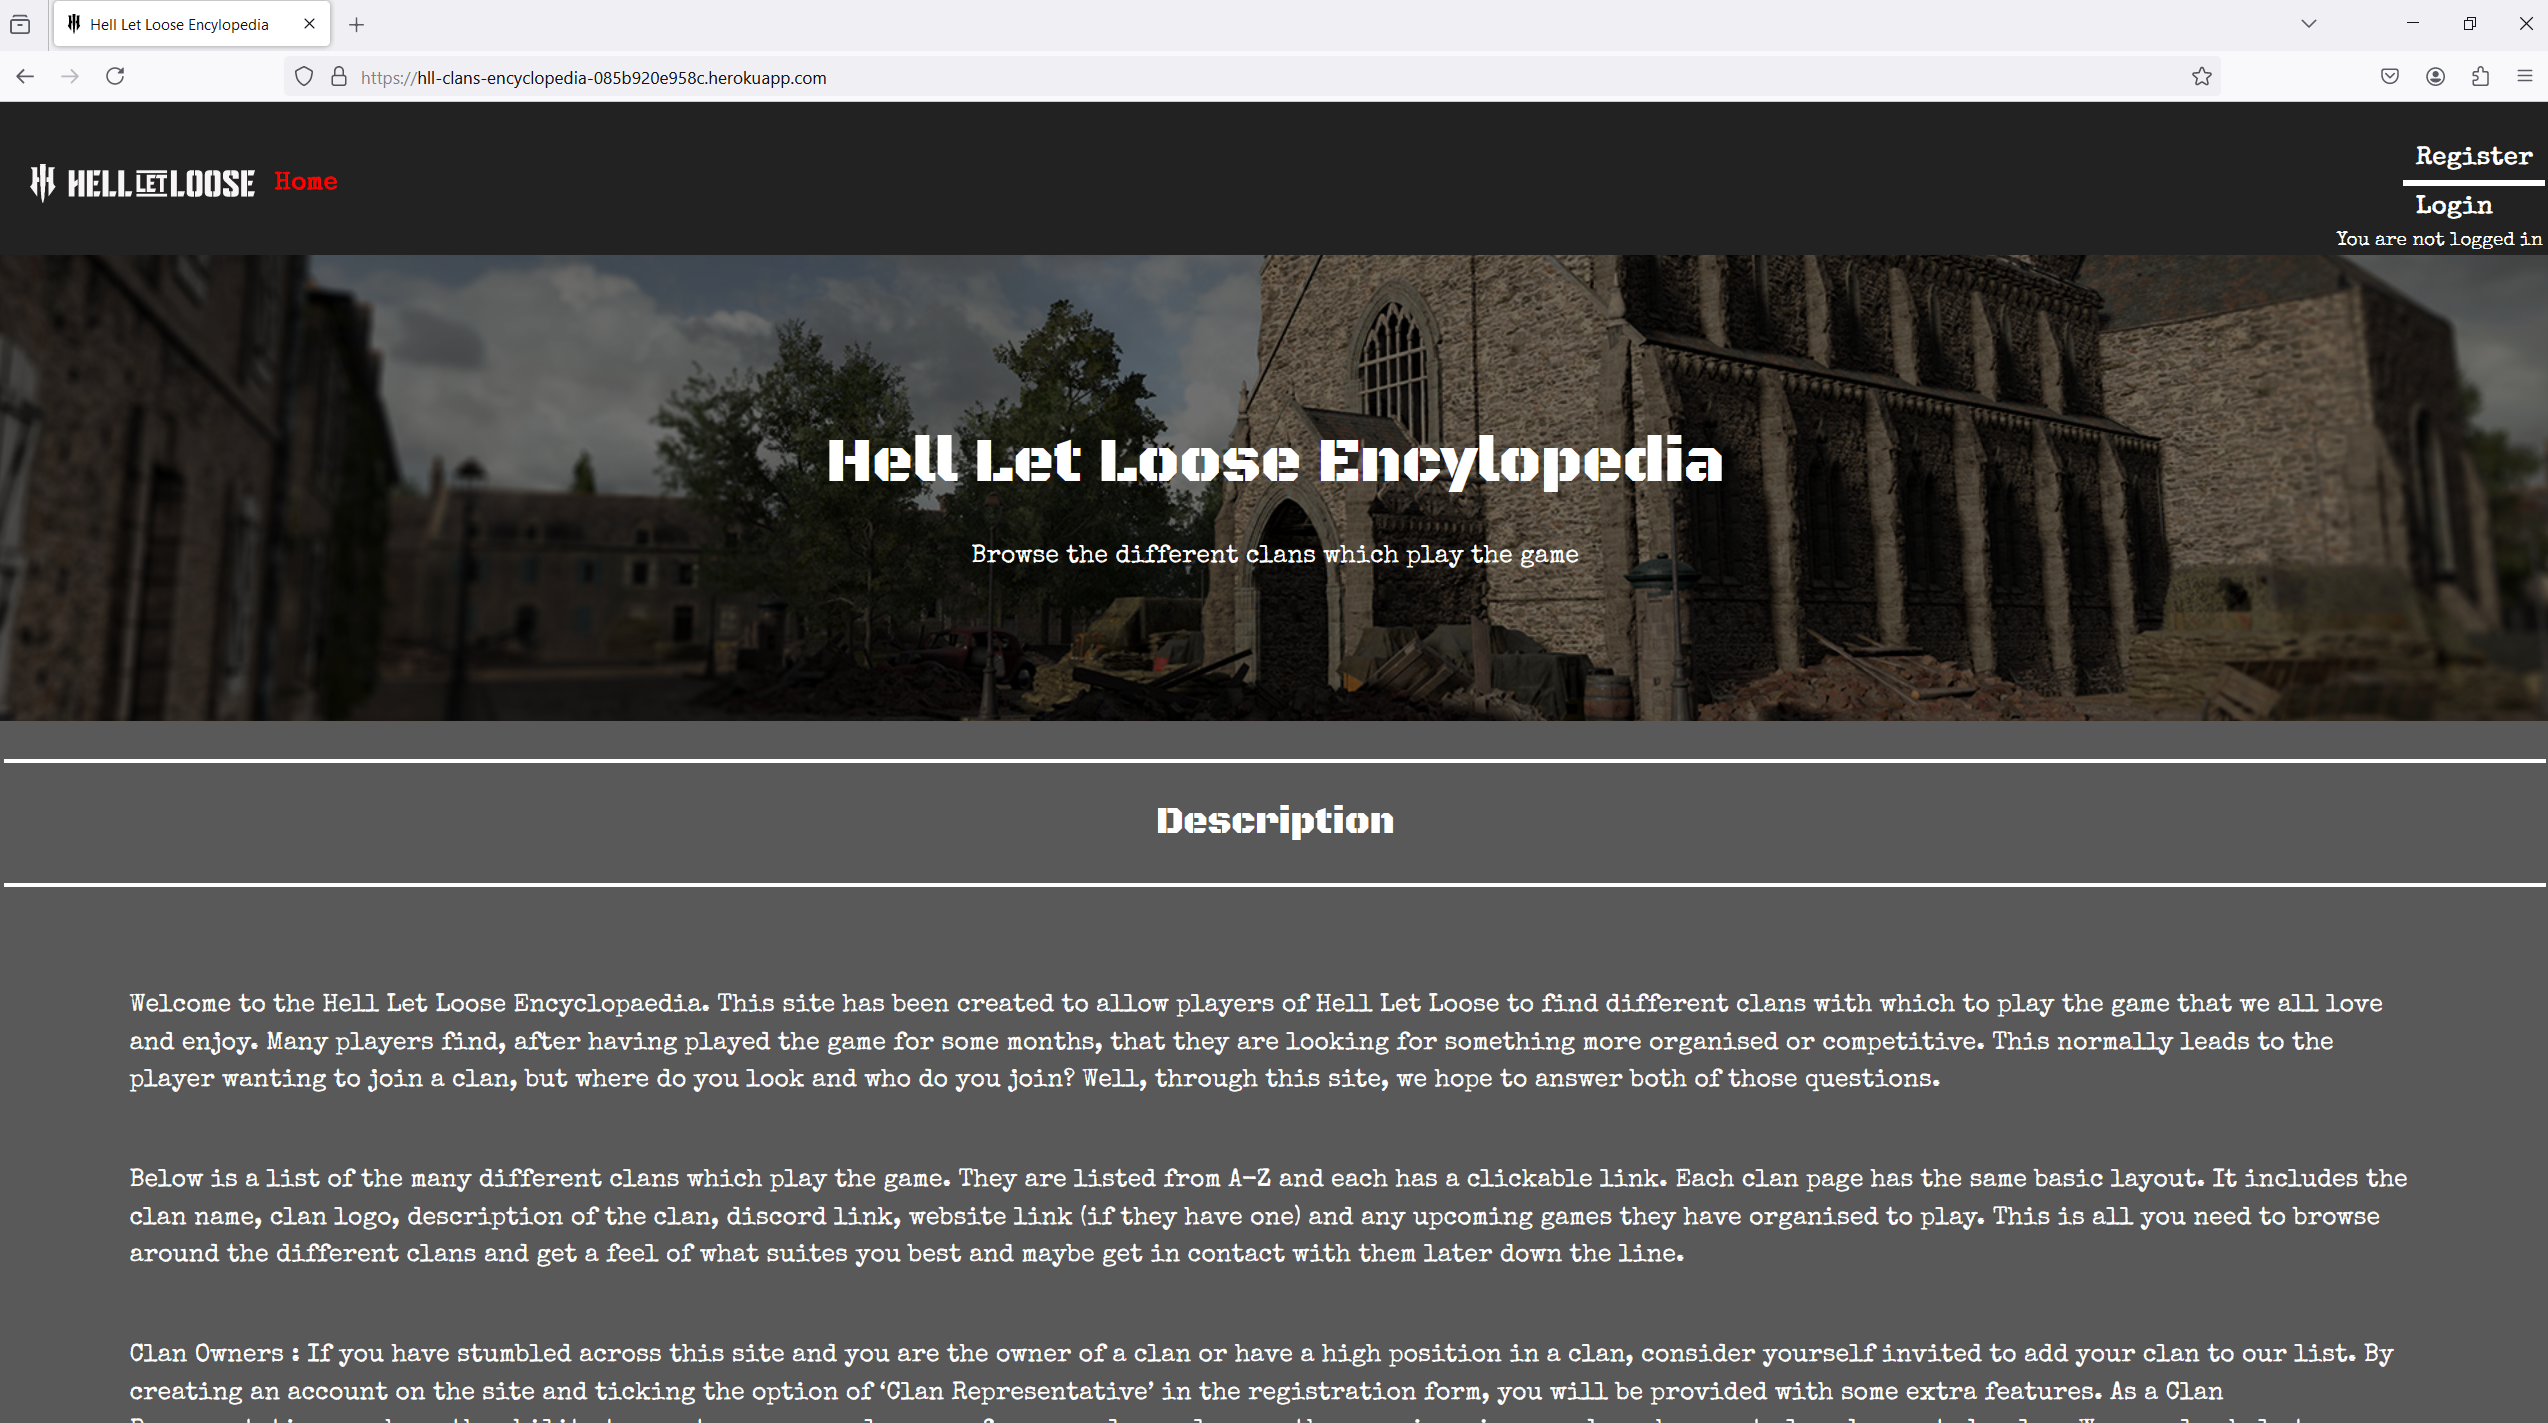 Hell Let Loose Encylopedia
https://hll-clans-encyclopedia-085b920e958c.herokuapp.com
HELL LET LOOSE
Home
Register
Login
You are not logged in
Hell Let Loose Encylopedia
Browse the different clans which play the game
Description
Welcome to the Hell Let Loose Encyclopaedia. This site has been created to allow players of Hell Let Loose to find different clans with which to play the game that we all love
and enjoy. Many players find, after having played the game for some months, that they are looking for something more organised or competitive. This normally leads to the
player wanting to join a clan, but where do you look and who do you join? Well, through this site, we hope to answer both of those questions.
Below is a list of the many different clans which play the game. They are listed from A-Z and each has a clickable link. Each clan page has the same basic layout. It includes the
clan name, clan logo, description of the clan, discord link, website link (if they have one) and any upcoming games they have organised to play. This is all you need to browse
around the different clans and get a feel of what suites you best and maybe get in contact with them later down the line.
Clan Owners : If you have stumbled across this site and you are the owner of a clan or have a high position in a clan, consider yourself invited to add your clan to our list. By
creating an account on the site and ticking the option of ‘Clan Representative’ in the registration form, you will be provided with some extra features. As a Clan